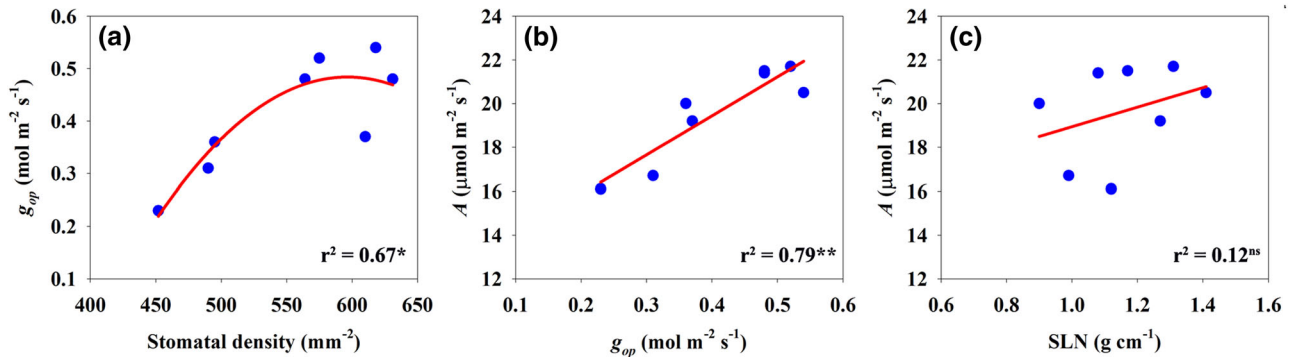 (a)
0.6
0.5
0.4
0.3
0.2
0.1
g_op (mol m⁻² s⁻¹)
r² = 0.67*
400 450 500 550 600 650
Stomatal density (mm⁻²)
(b)
24
22
20
18
16
14
12
A (µmol m⁻² s⁻¹)
r² = 0.79**
0.1 0.2 0.3 0.4 0.5 0.6
g_op (mol m⁻² s⁻¹)
(c)
24
22
20
18
16
14
12
A (µmol m⁻² s⁻¹)
r² = 0.12ⁿˢ
0.6 0.8 1.0 1.2 1.4 1.6
SLN (g cm⁻¹)